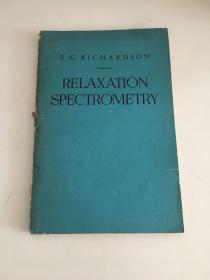 E. G. RICHARDSON
RELAXATION
SPECTROMETRY